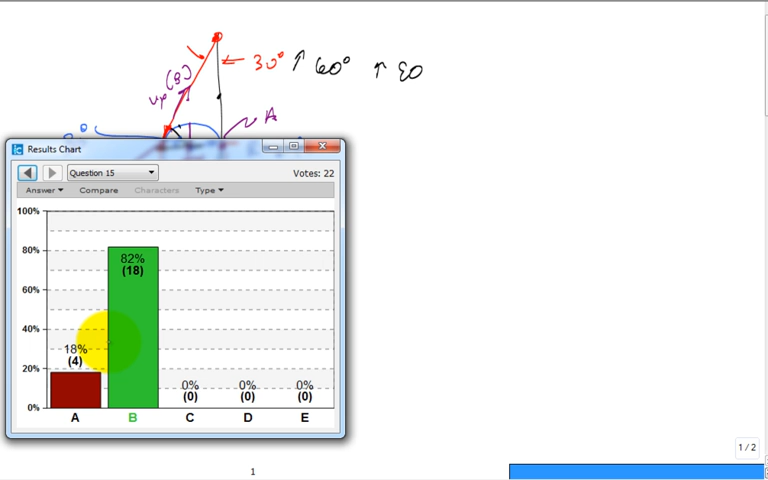 30° ↑ 60° ↑ 80
vp (B)
A
Results Chart
Question 15
Votes: 22
Answer Compare Characters Type
100%
80%
60%
40%
20%
0%
18%
(4)
82%
(18)
0%
(0)
0%
(0)
0%
(0)
A B C D E
1 / 2
1